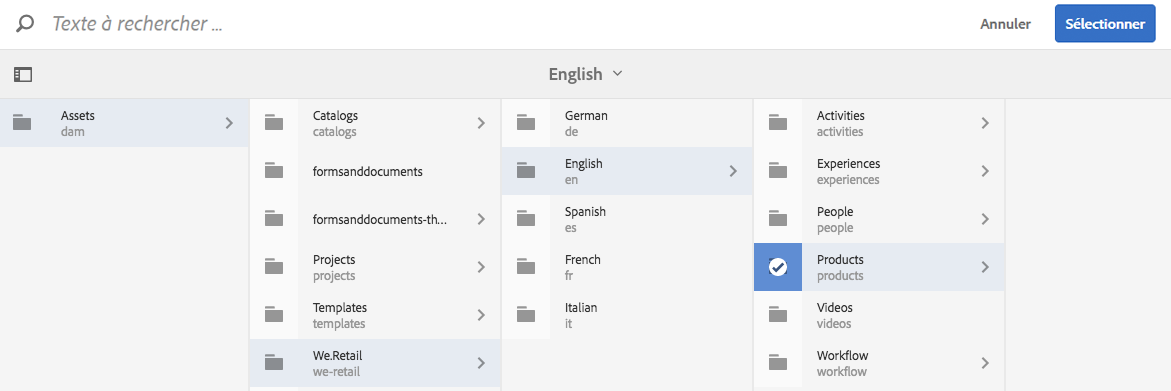 Texte à rechercher ...
Annuler
Sélectionner
English
Assets
dam
Catalogs
catalogs
formsanddocuments
formsanddocuments-th...
Projects
projects
Templates
templates
We.Retail
we-retail
German
de
English
en
Spanish
es
French
fr
Italian
it
Activities
activities
Experiences
experiences
People
people
Products
products
Videos
videos
Workflow
workflow